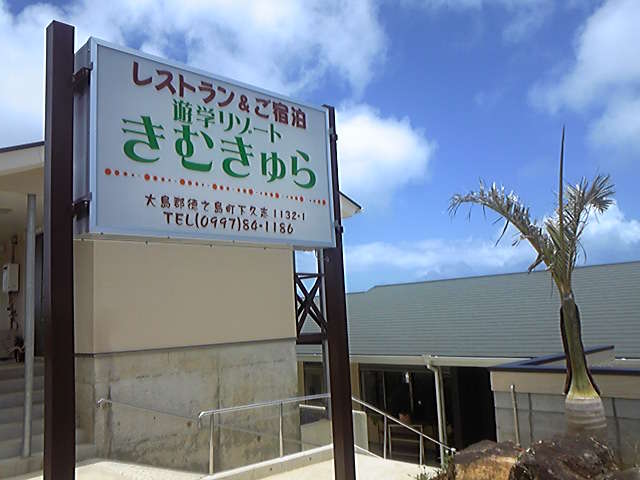 レストラン&ご宿泊
遊学リゾート
きむきゅら
大島郡徳之島町下久志1132-1
TEL(0997)84-1186